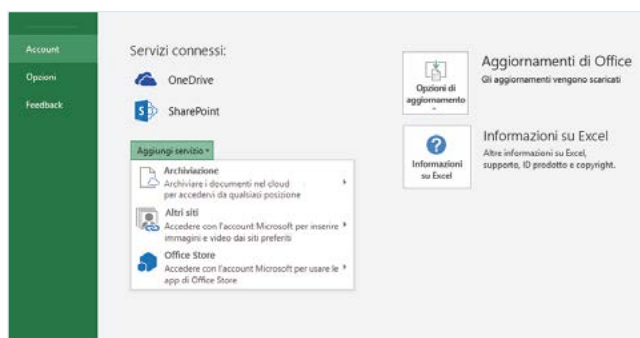 Account
Opzioni
Feedback
Servizi connessi:
OneDrive
SharePoint
Aggiungi servizio
Archiviazione
Archiviare i documenti nel cloud
per accedervi da qualsiasi posizione
Altri siti
Accedere con l'account Microsoft per inserire
immagini e video dai siti preferiti
Office Store
Accedere con l'account Microsoft per usare le
app di Office Store
Opzioni di
aggiornamento
Aggiornamenti di Office
Gli aggiornamenti vengono scaricati
Informazioni
su Excel
Informazioni su Excel
Altre informazioni su Excel,
supporto, ID prodotto e copyright.